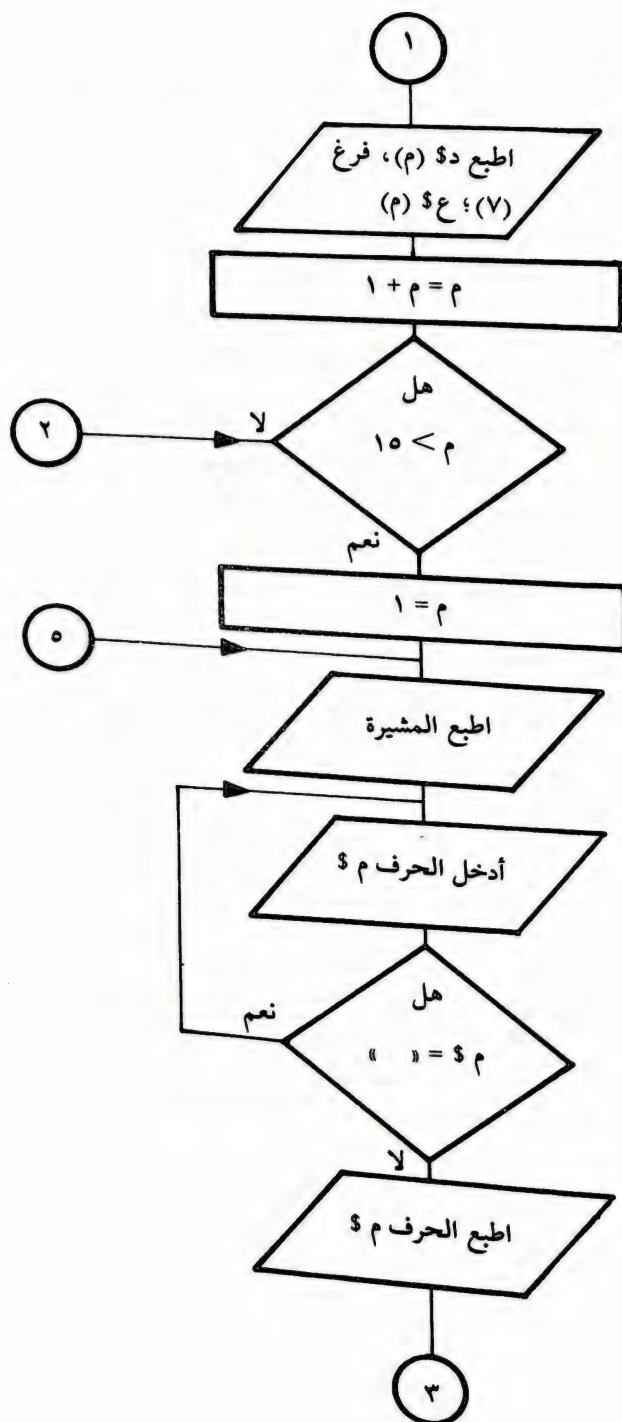 ١
اطبع د$ (م)، فرغ
(٧)؛ ع$ (م)
م = م + ١
هل
م > ١٥
لا
٢
نعم
م = ١
٥
اطبع المشيرة
أدخل الحرف م $
هل
م $ = « »
نعم
لا
اطبع الحرف م $
٣